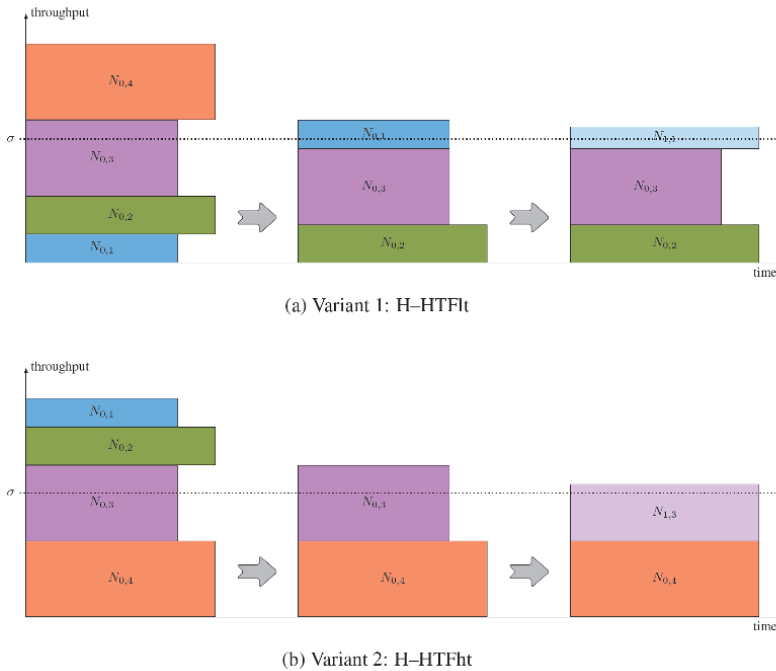 throughput
N₀,₄
σ
N₀,₁
N₁,₁
N₀,₃
N₀,₃
N₀,₃
N₀,₂
N₀,₂
N₀,₂
N₀,₁
time
(a) Variant 1: H–HTFlt
throughput
N₀,₁
N₀,₂
σ
N₀,₃
N₀,₃
N₁,₃
N₀,₄
N₀,₄
N₀,₄
time
(b) Variant 2: H–HTFht